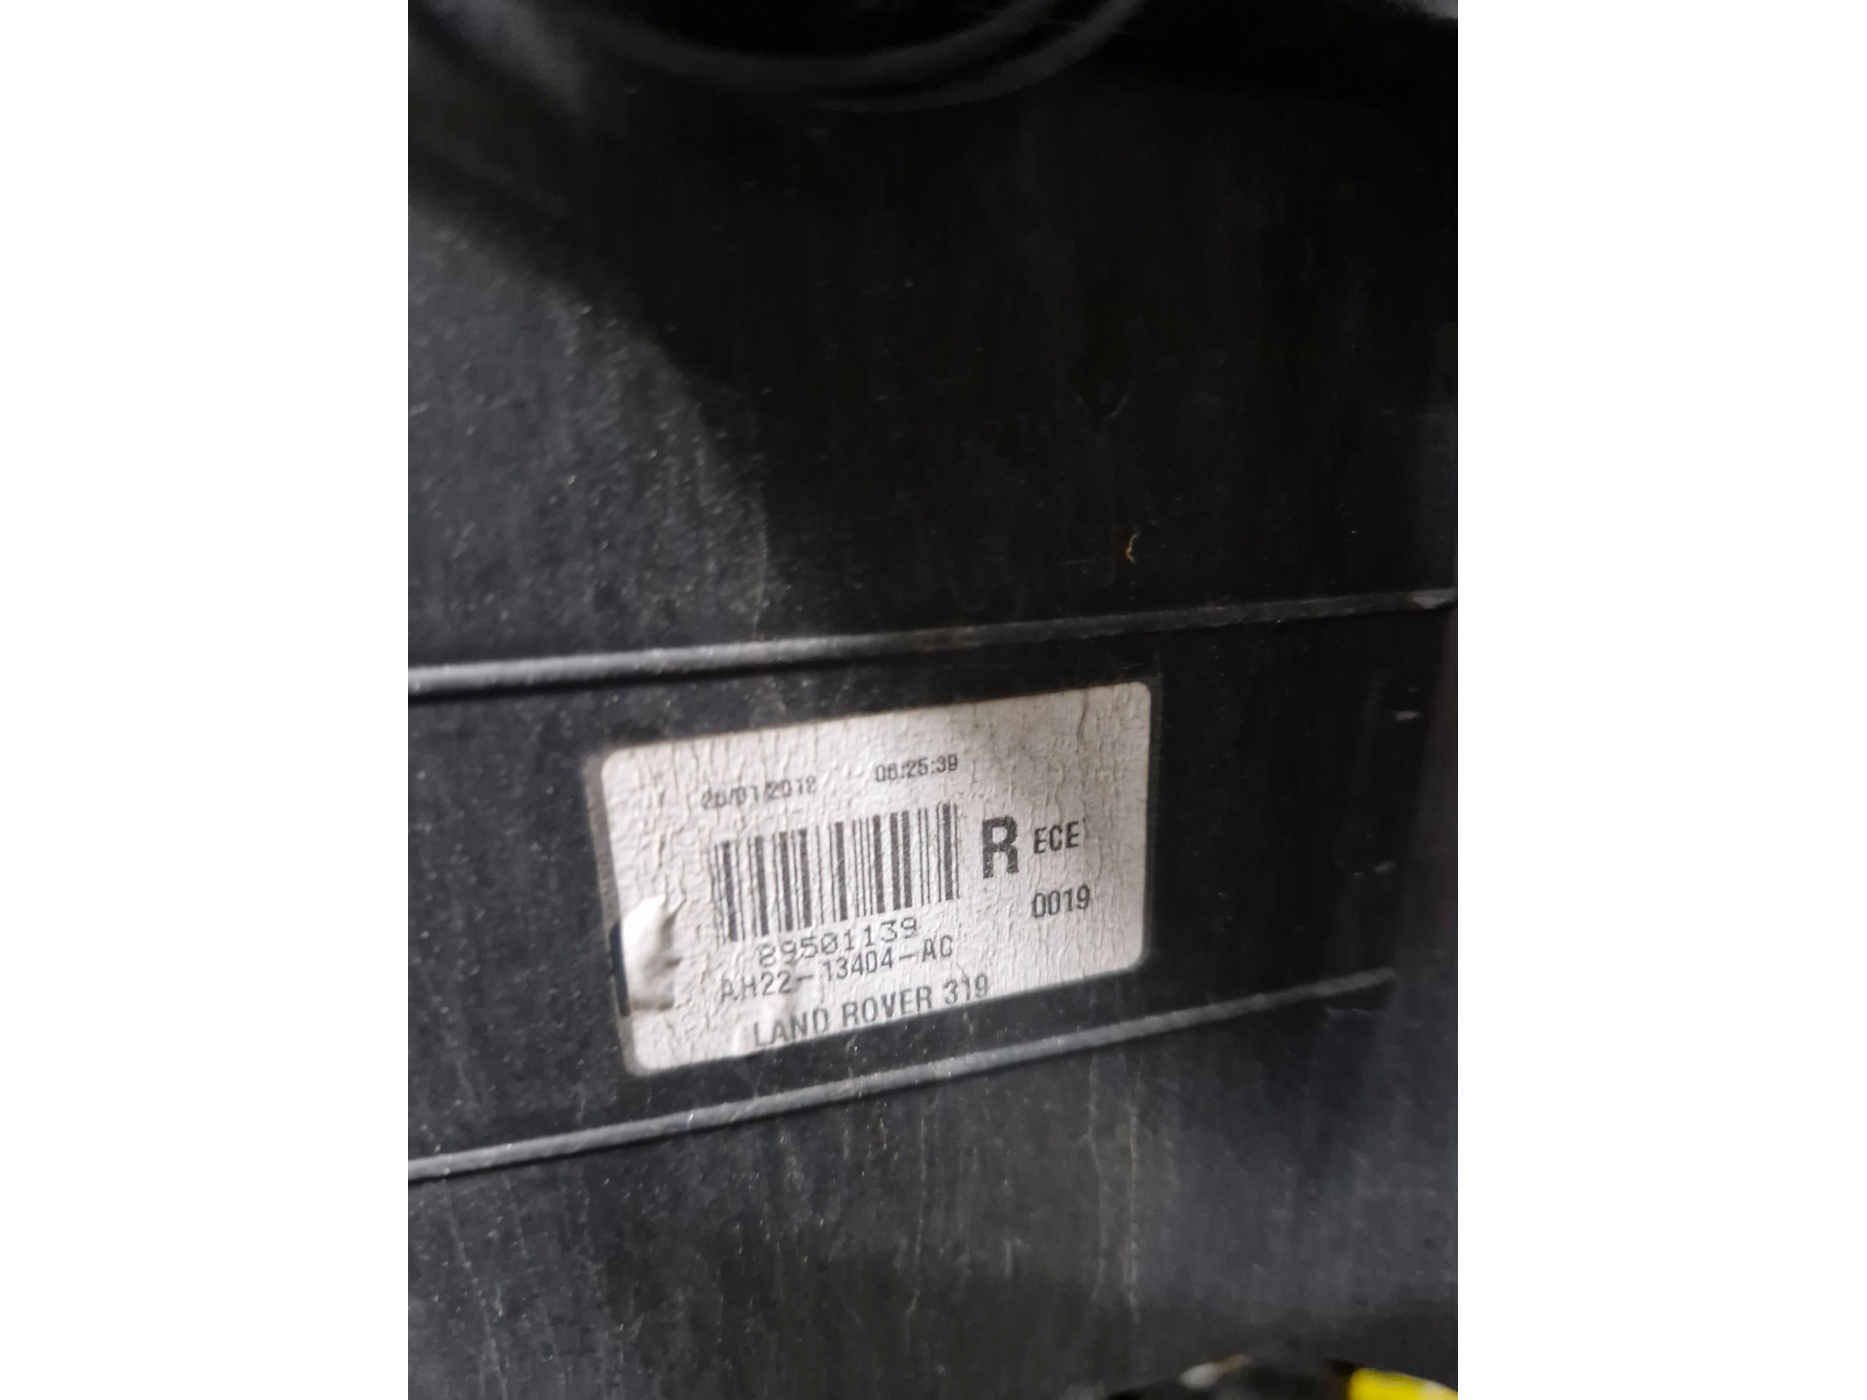 26/01/2012 06:25:39
R ECE
0019
89501139
AH22-13404-AC
LAND ROVER 319